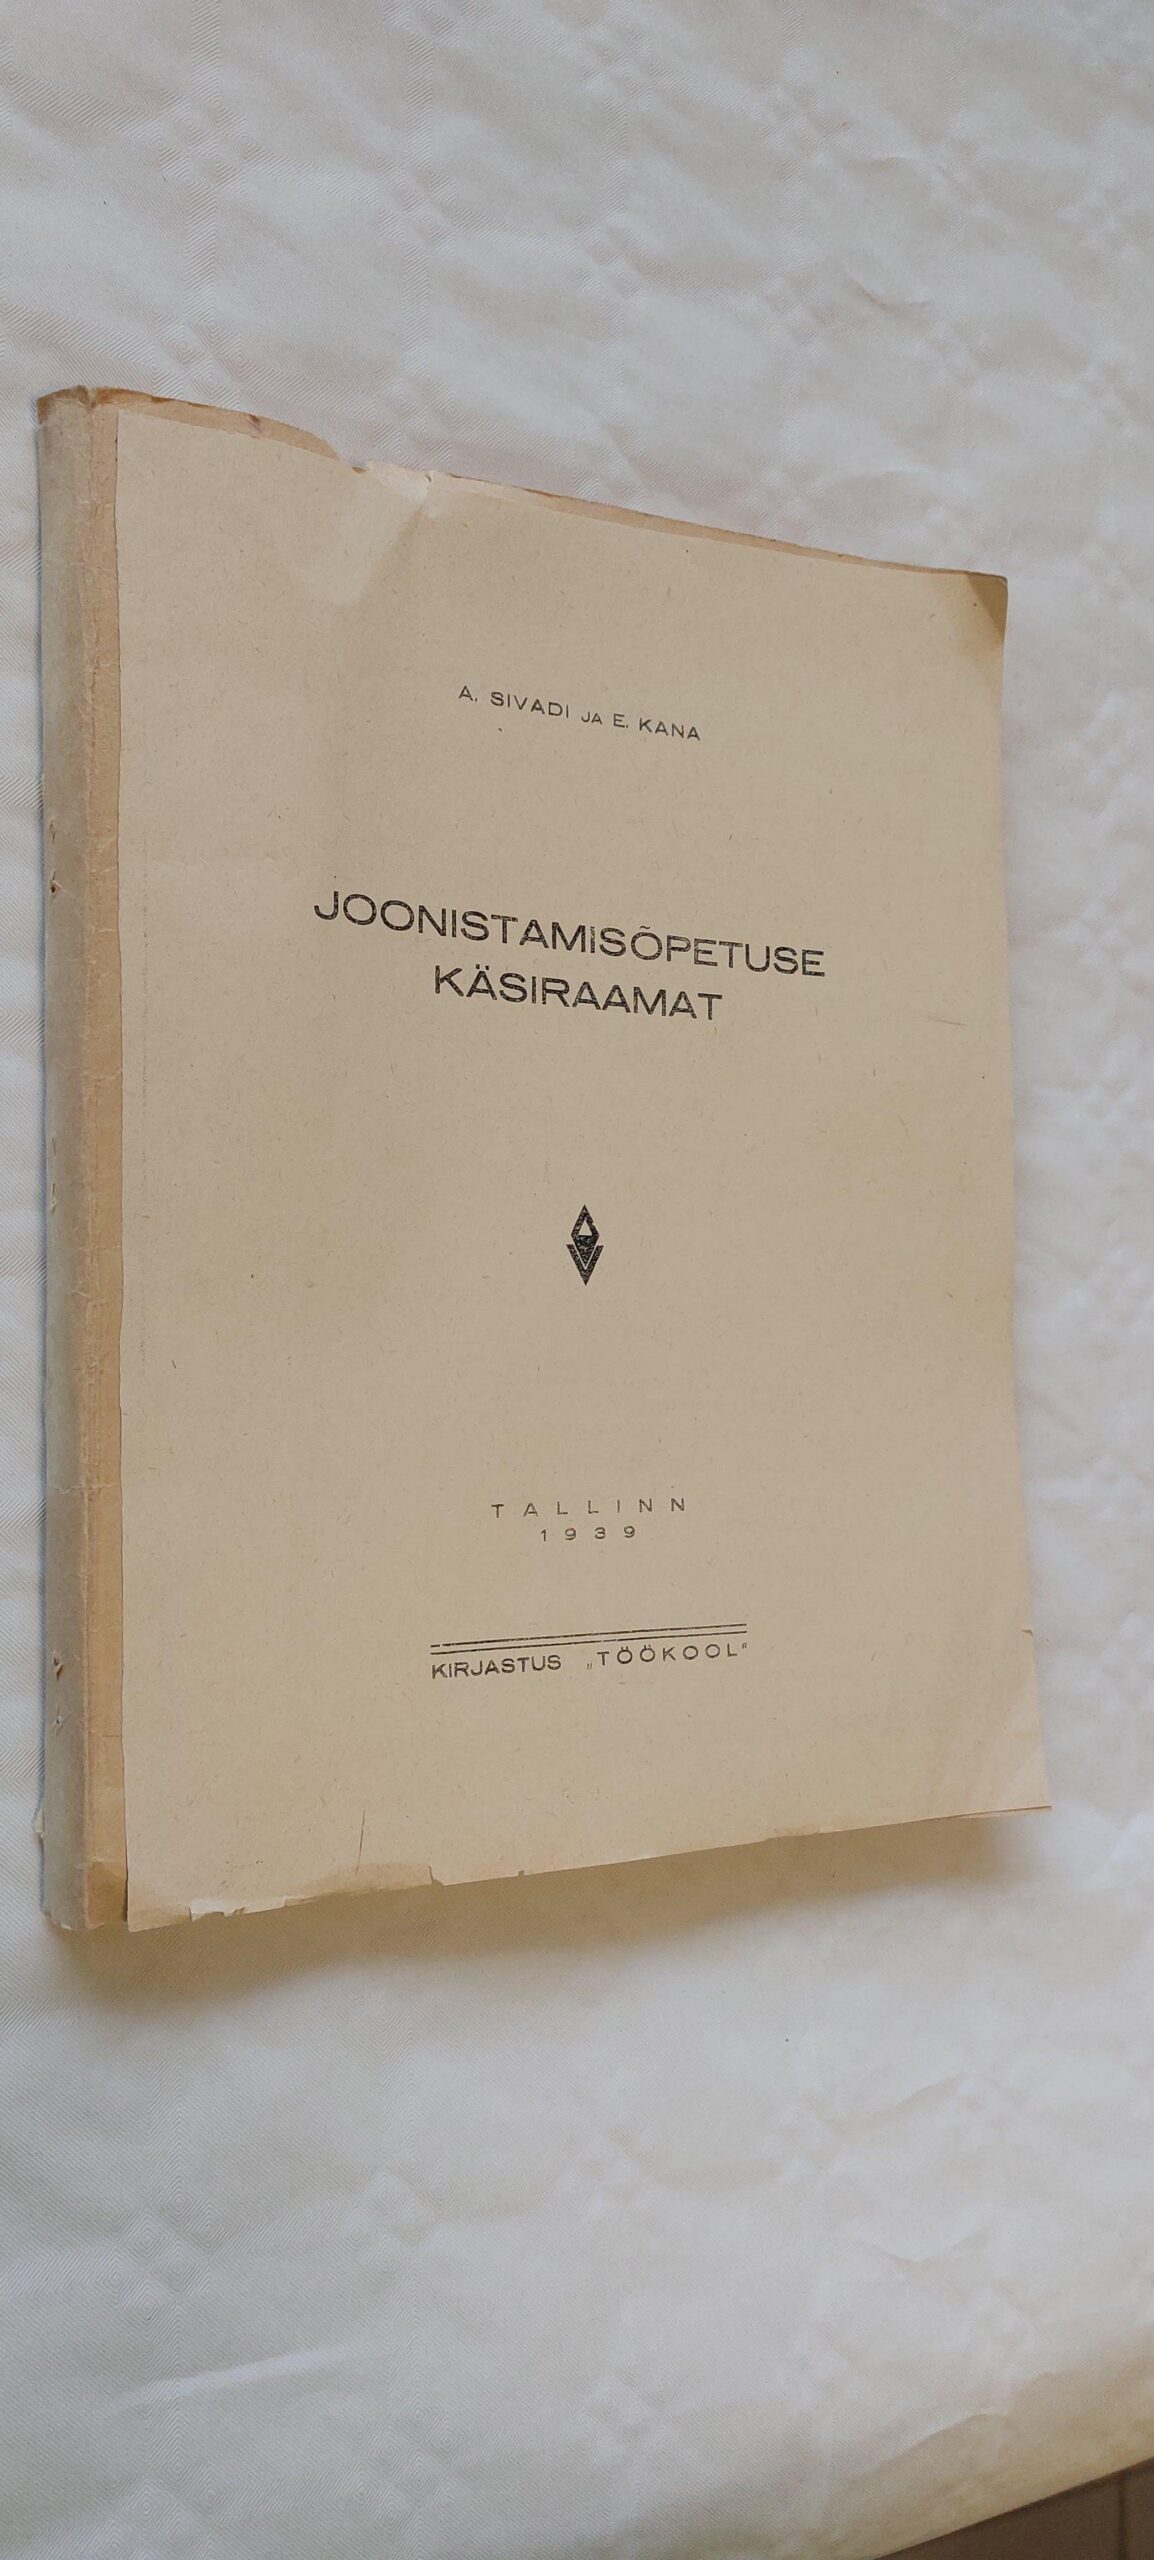 A. SIVADI JA E. KANA
JOONISTAMISÕPETUSE
KÄSIRAAMAT
TALLINN
1939
KIRJASTUS „TÖÖKOOL“